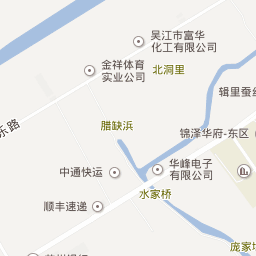 吴江市富华
化工有限公司
金祥体育
实业公司
北洞里
辑里蚕丝
乐路
腊缺浜
锦泽华府-东区
中通快运
华峰电子
有限公司
水家桥
顺丰速递
庞家